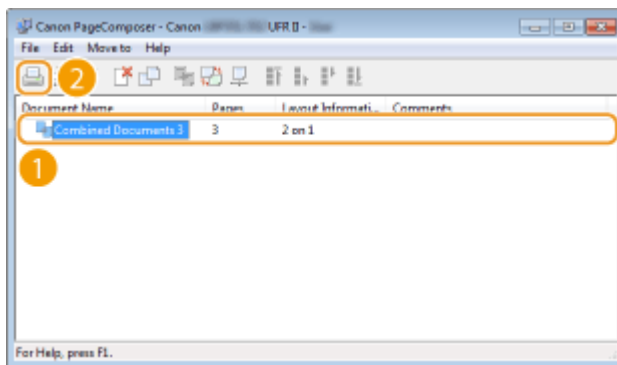 Canon PageComposer - Canon UFR II -
File Edit Move to Help
2
Document Name Pages Layout Informati... Comments
Combined Documents 3 3 2 on 1
1
For Help, press F1.